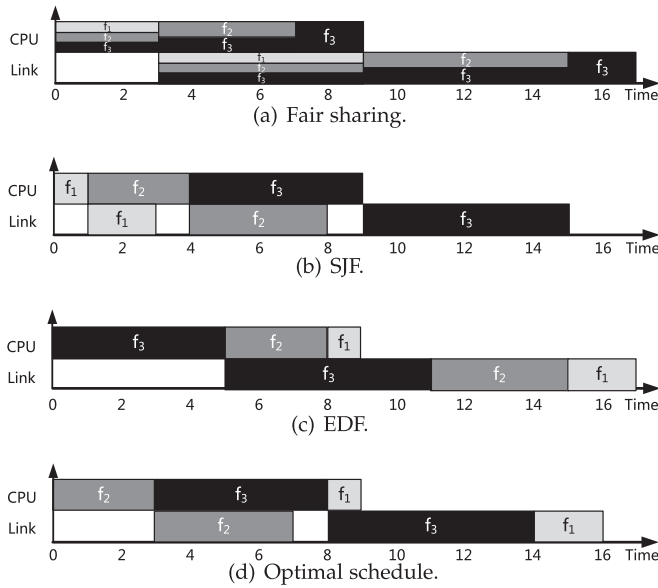 CPU
f1
f2
f3
f2
f3
f3
Link
f1
f2
f3
f2
f3
f3
0 2 4 6 8 10 12 14 16 Time
(a) Fair sharing.
CPU f1 f2 f3
Link f1 f2 f3
0 2 4 6 8 10 12 14 16 Time
(b) SJF.
CPU f3 f2 f1
Link f3 f2 f1
0 2 4 6 8 10 12 14 16 Time
(c) EDF.
CPU f2 f3 f1
Link f2 f3 f1
0 2 4 6 8 10 12 14 16 Time
(d) Optimal schedule.